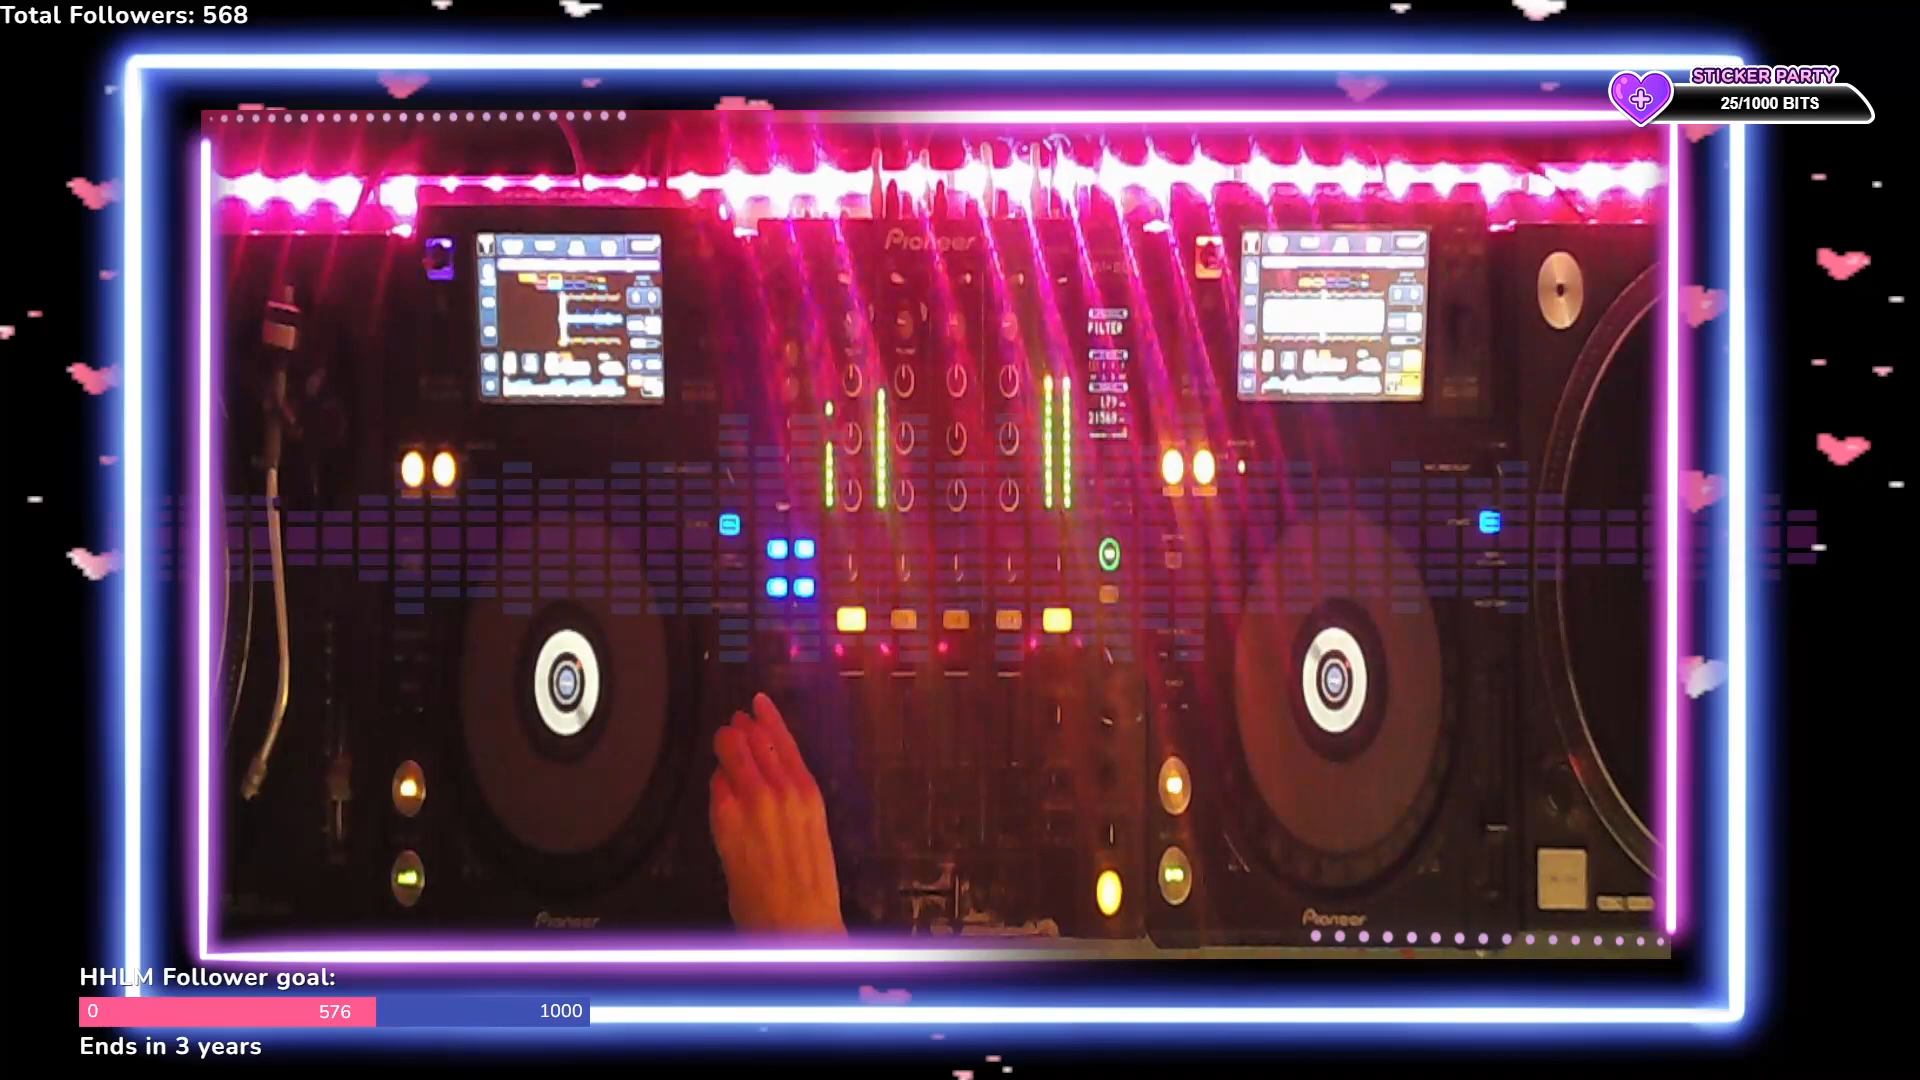 Total Followers: 568
STICKER PARTY
25/1000 BITS
Pioneer
FILTER
Pioneer
Pioneer
HHLM Follower goal:
0 576 1000
Ends in 3 years